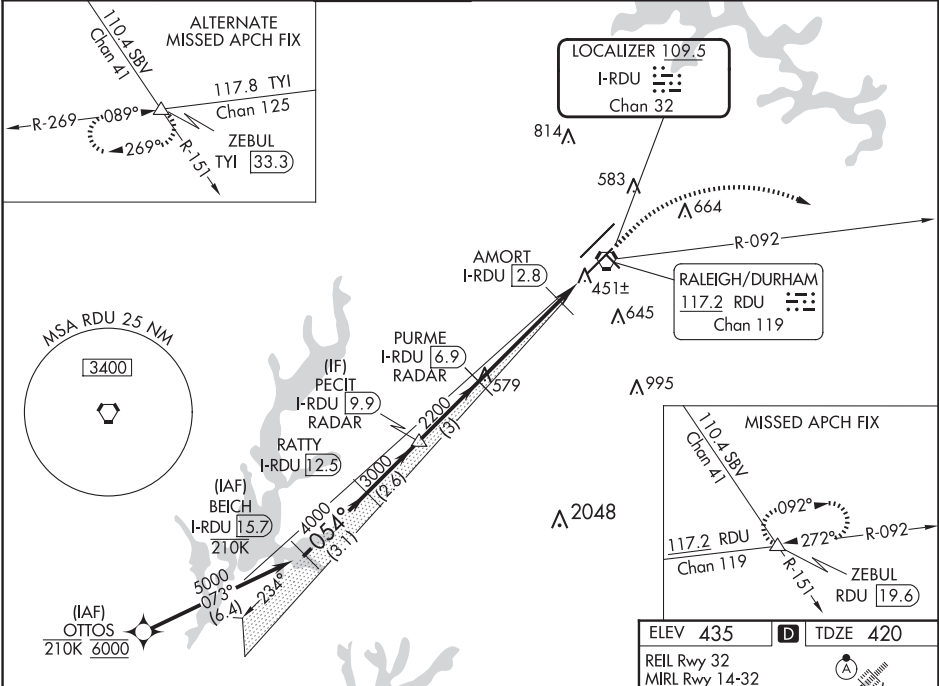 ALTERNATE
MISSED APCH FIX
110.4 SBV
Chan 41
117.8 TYI
Chan 125
R-269
089°
269°
R-151
ZEBUL
TYI 33.3
LOCALIZER 109.5
I-RDU
Chan 32
814
583
664
R-092
AMORT
I-RDU 2.8
451±
645
RALEIGH/DURHAM
117.2 RDU
Chan 119
MSA RDU 25 NM
3400
PURME
I-RDU 6.9
RADAR
579
995
(IF)
PECIT
I-RDU 9.9
RADAR
2200
(3)
RATTY
I-RDU 12.5
3000
(2.6)
(IAF)
BEICH
I-RDU 15.7
210K
4000
054°
(3.1)
2048
5000
073°
(6.4)
234°
(IAF)
OTTOS
210K 6000
MISSED APCH FIX
110.4 SBV
Chan 41
092°
272°
R-092
117.2 RDU
Chan 119
R-151
ZEBUL
RDU 19.6
ELEV 435 D TDZE 420
REIL Rwy 32
MIRL Rwy 14-32
A